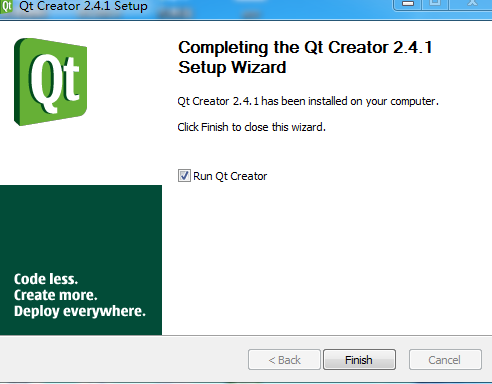 Qt Qt Creator 2.4.1 Setup
Qt
Completing the Qt Creator 2.4.1
Setup Wizard
Qt Creator 2.4.1 has been installed on your computer.
Click Finish to close this wizard.
Run Qt Creator
Code less.
Create more.
Deploy everywhere.
< Back Finish Cancel